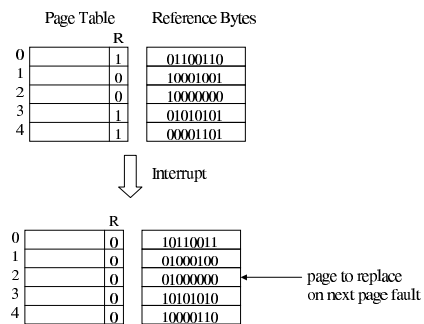 Page Table Reference Bytes
R
0 1 01100110
1 0 10001001
2 0 10000000
3 1 01010101
4 1 00001101
Interrupt
R
0 0 10110011
1 0 01000100
2 0 01000000 page to replace
on next page fault
3 0 10101010
4 0 10000110